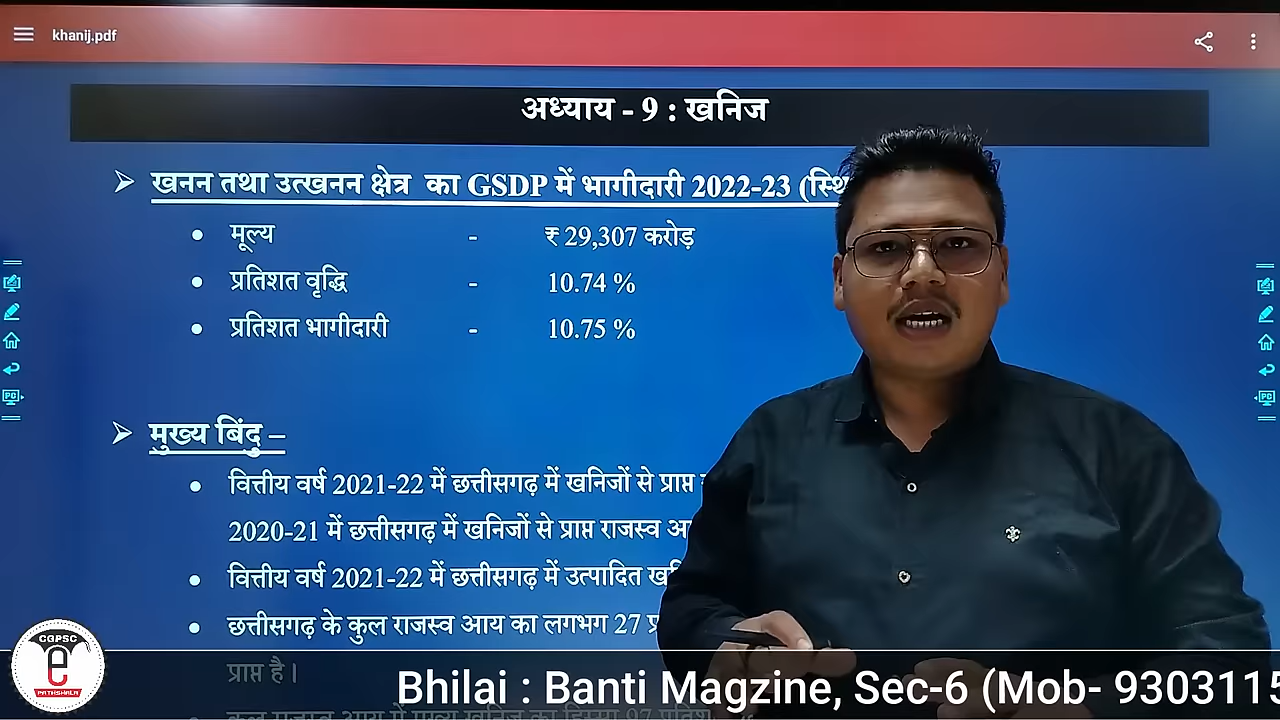 khanij.pdf
अध्याय - 9 : खनिज
➢ खनन तथा उत्खनन क्षेत्र का GSDP में भागीदारी 2022-23
• मूल्य - ₹ 29,307 करोड़
• प्रतिशत वृद्धि - 10.74 %
• प्रतिशत भागीदारी - 10.75 %
➢ मुख्य बिंदु –
• वित्तीय वर्ष 2021-22 में छत्तीसगढ़ में खनिजों से प्राप्त
2020-21 में छत्तीसगढ़ में खनिजों से प्राप्त राजस्व
• वित्तीय वर्ष 2021-22 में छत्तीसगढ़ में उत्पादित
• छत्तीसगढ़ के कुल राजस्व आय का लगभग 27
प्राप्त है।
CGPSC
e
PATHSHALA
Bhilai : Banti Magzine, Sec-6 (Mob- 9303115